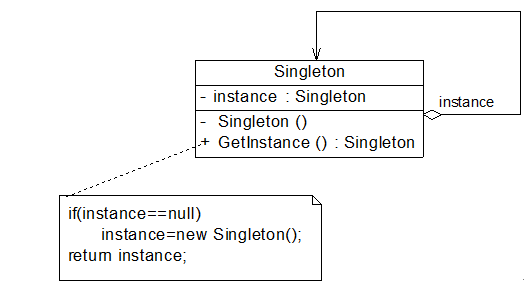 Singleton
- instance : Singleton
instance
- Singleton ()
+ GetInstance () : Singleton
if(instance==null)
instance=new Singleton();
return instance;